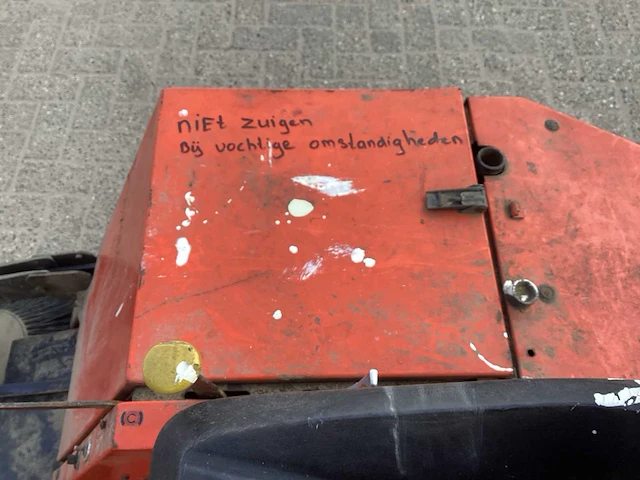 niet zuigen
Bij vochtige omstandigheden
(C)